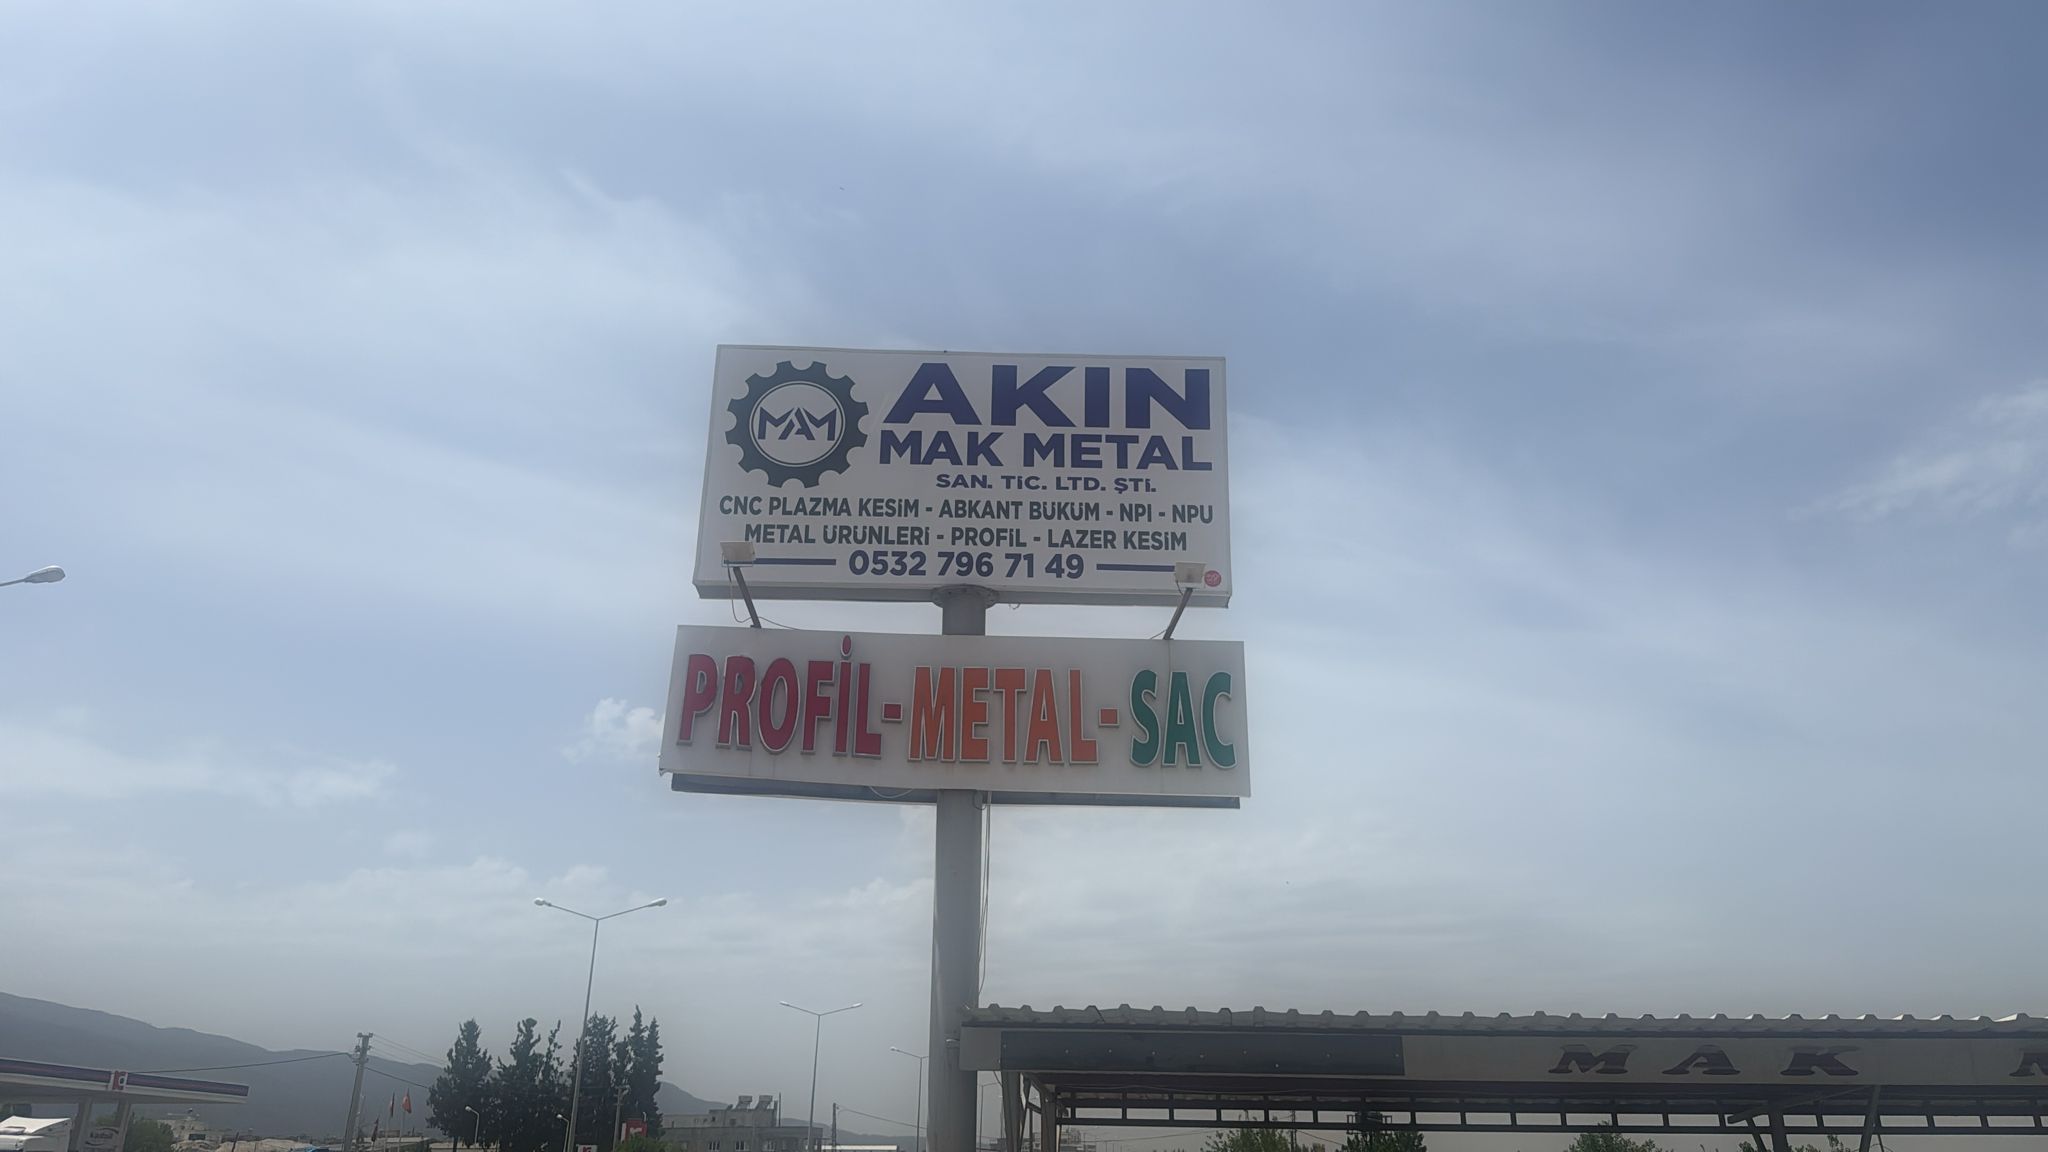 MAM
AKIN
MAK METAL
SAN. TİC. LTD. ŞTİ.
CNC PLAZMA KESİM - ABKANT BÜKÜM - NPI - NPU
METAL ÜRÜNLERİ - PROFİL - LAZER KESİM
0532 796 71 49
PROFİL-METAL-SAC
MAK